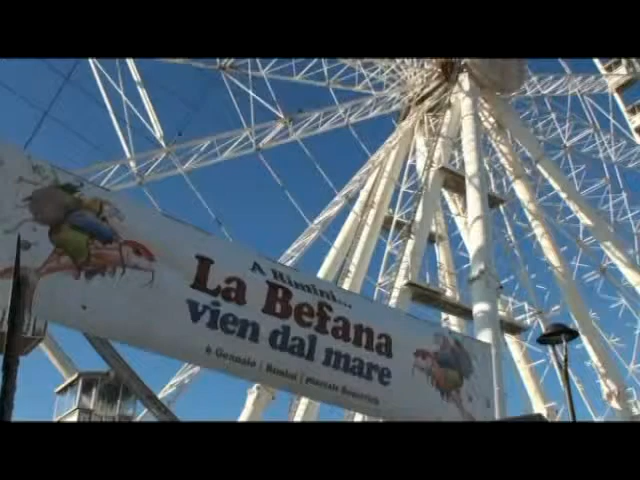 A Rimini...
La Befana
vien dal mare
6 Gennaio | Rimini | piazzale Boscovich